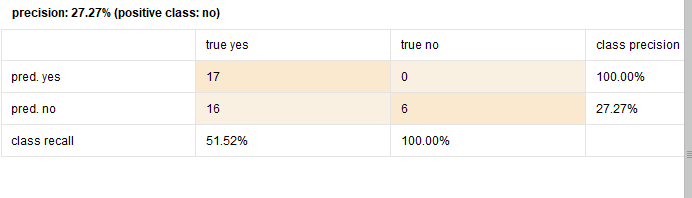 precision: 27.27% (positive class: no)
true yes true no class precision
pred. yes 17 0 100.00%
pred. no 16 6 27.27%
class recall 51.52% 100.00%